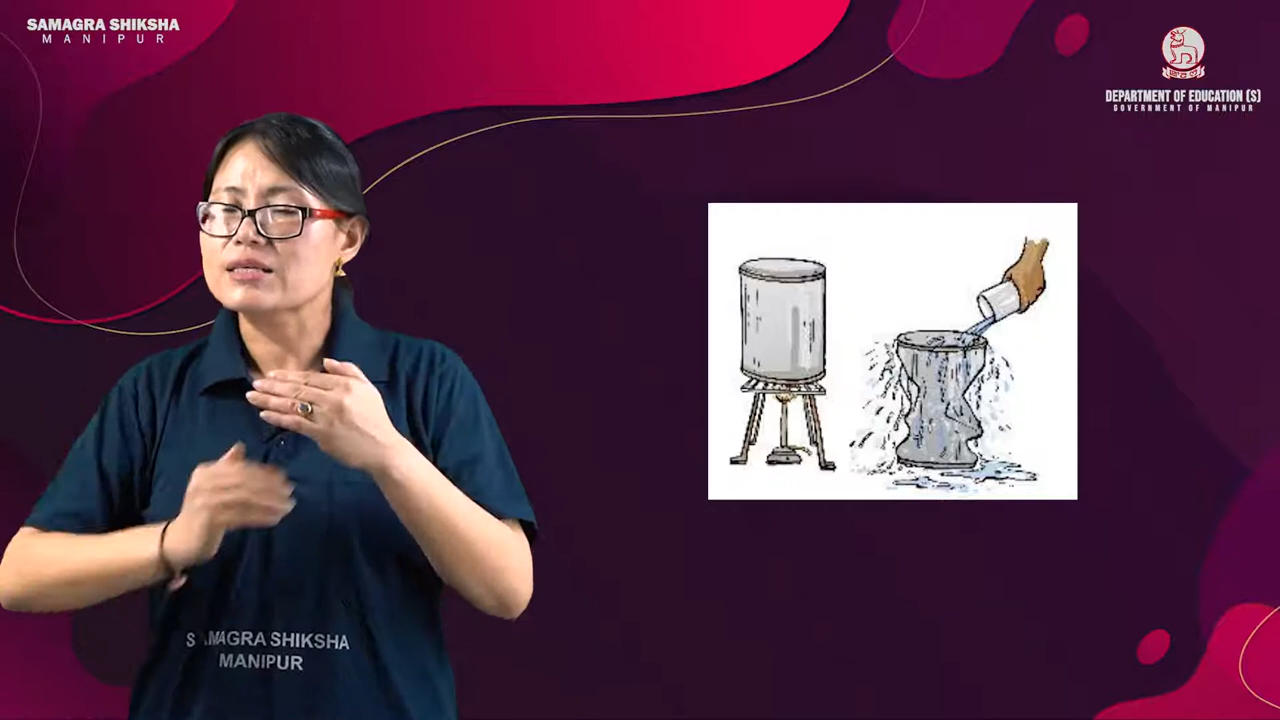 SAMAGRA SHIKSHA
MANIPUR
DEPARTMENT OF EDUCATION (S)
GOVERNMENT OF MANIPUR
SAMAGRA SHIKSHA
MANIPUR